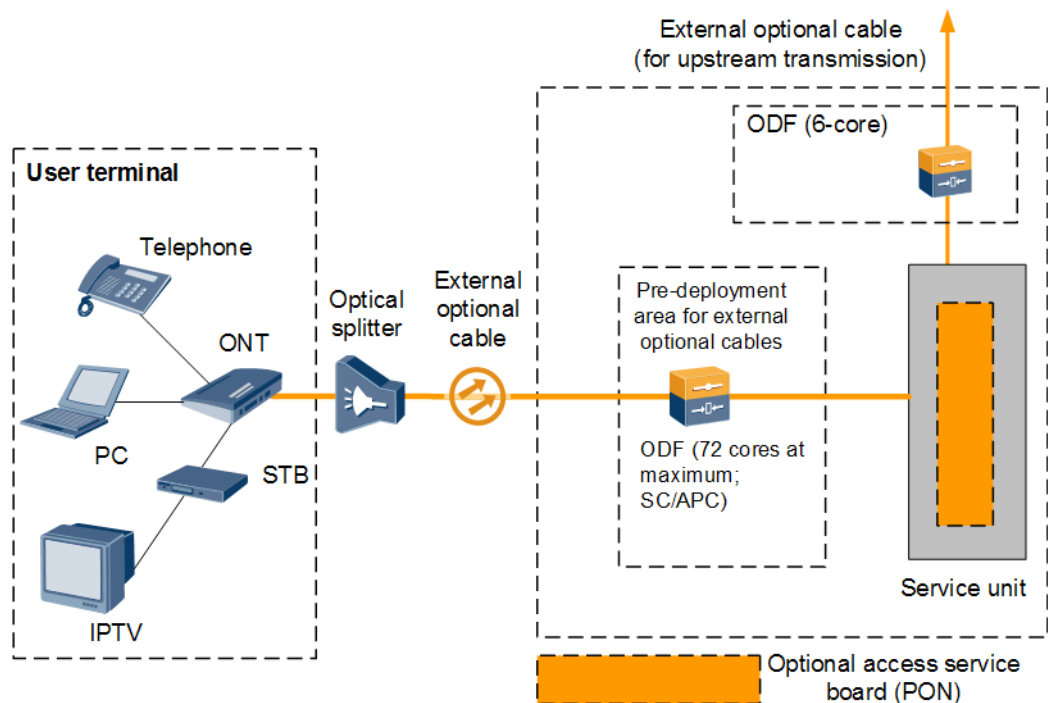 External optional cable
(for upstream transmission)
ODF (6-core)
User terminal
Telephone
ONT
PC
STB
IPTV
Optical
splitter
External
optional
cable
Pre-deployment
area for external
optional cables
ODF (72 cores at
maximum;
SC/APC)
Service unit
Optional access service
board (PON)